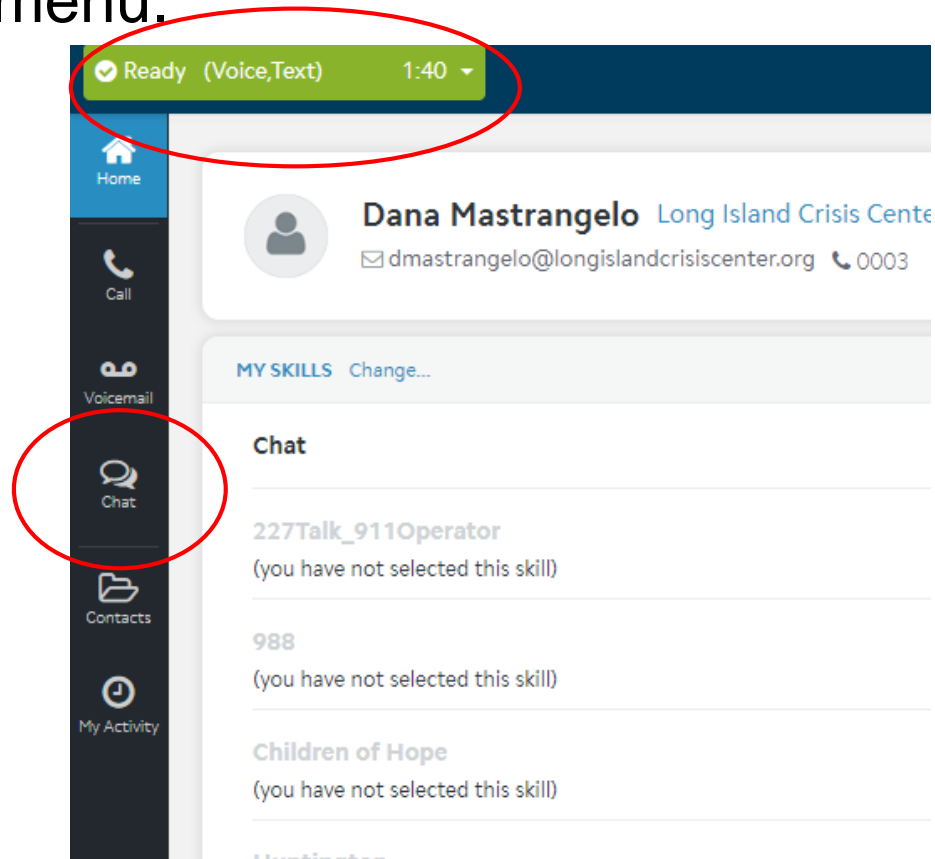 menu.
Ready (Voice,Text) 1:40
Home
Dana Mastrangelo Long Island Crisis Cente
dmastrangelo@longislandcrisiscenter.org 0003
Call
MY SKILLS Change...
Voicemail
Chat
Chat
227Talk_911Operator
(you have not selected this skill)
Contacts
988
(you have not selected this skill)
My Activity
Children of Hope
(you have not selected this skill)